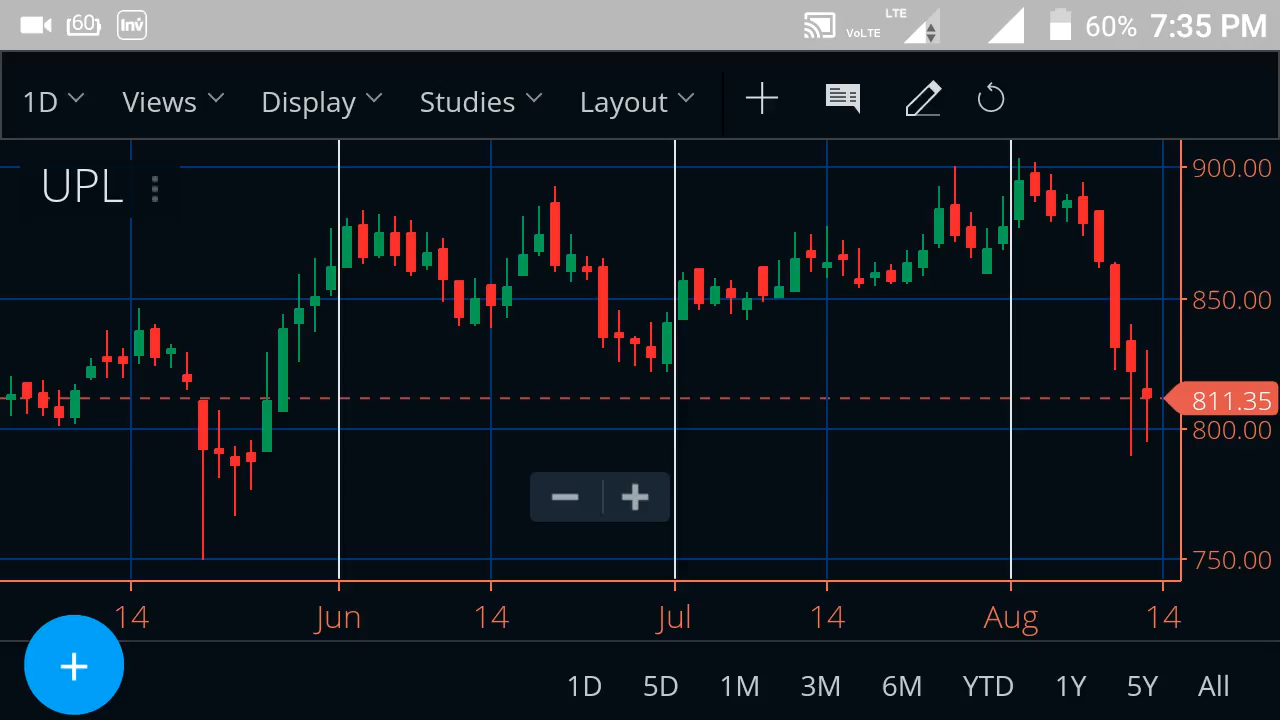 60 Inv VoLTE LTE 60% 7:35 PM
1D Views Display Studies Layout
UPL
900.00
850.00
811.35
800.00
750.00
14 Jun 14 Jul 14 Aug 14
1D 5D 1M 3M 6M YTD 1Y 5Y All